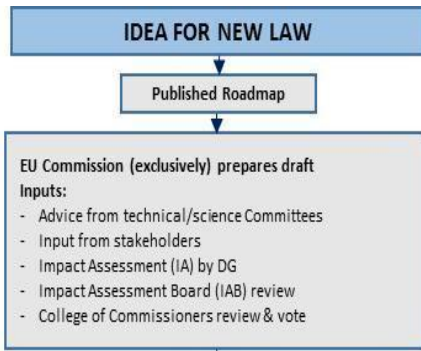 IDEA FOR NEW LAW
Published Roadmap
EU Commission (exclusively) prepares draft
Inputs:
- Advice from technical/science Committees
- Input from stakeholders
- Impact Assessment (IA) by DG
- Impact Assessment Board (IAB) review
- College of Commissioners review & vote